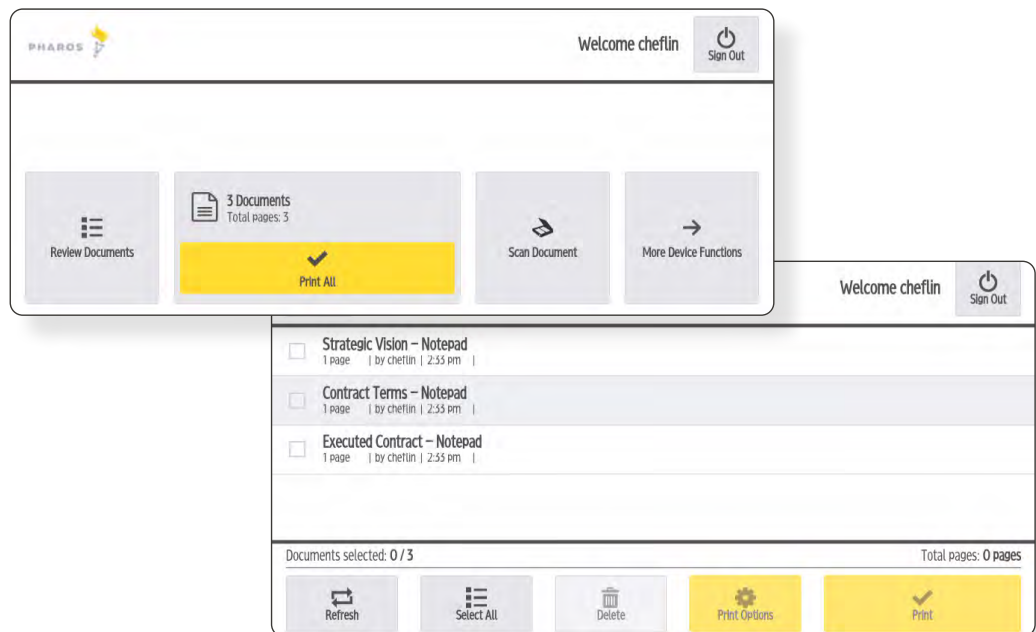 PHAROS
Welcome cheflin
Sign Out
Review Documents
3 Documents
Total pages: 3
Print All
Scan Document
More Device Functions
Welcome cheflin
Sign Out
Strategic Vision – Notepad
1 page | by cheflin | 2:33 pm |
Contract Terms – Notepad
1 page | by cheflin | 2:33 pm |
Executed Contract – Notepad
1 page | by cheflin | 2:33 pm |
Documents selected: 0 / 3 Total pages: 0 pages
Refresh
Select All
Delete
Print Options
Print